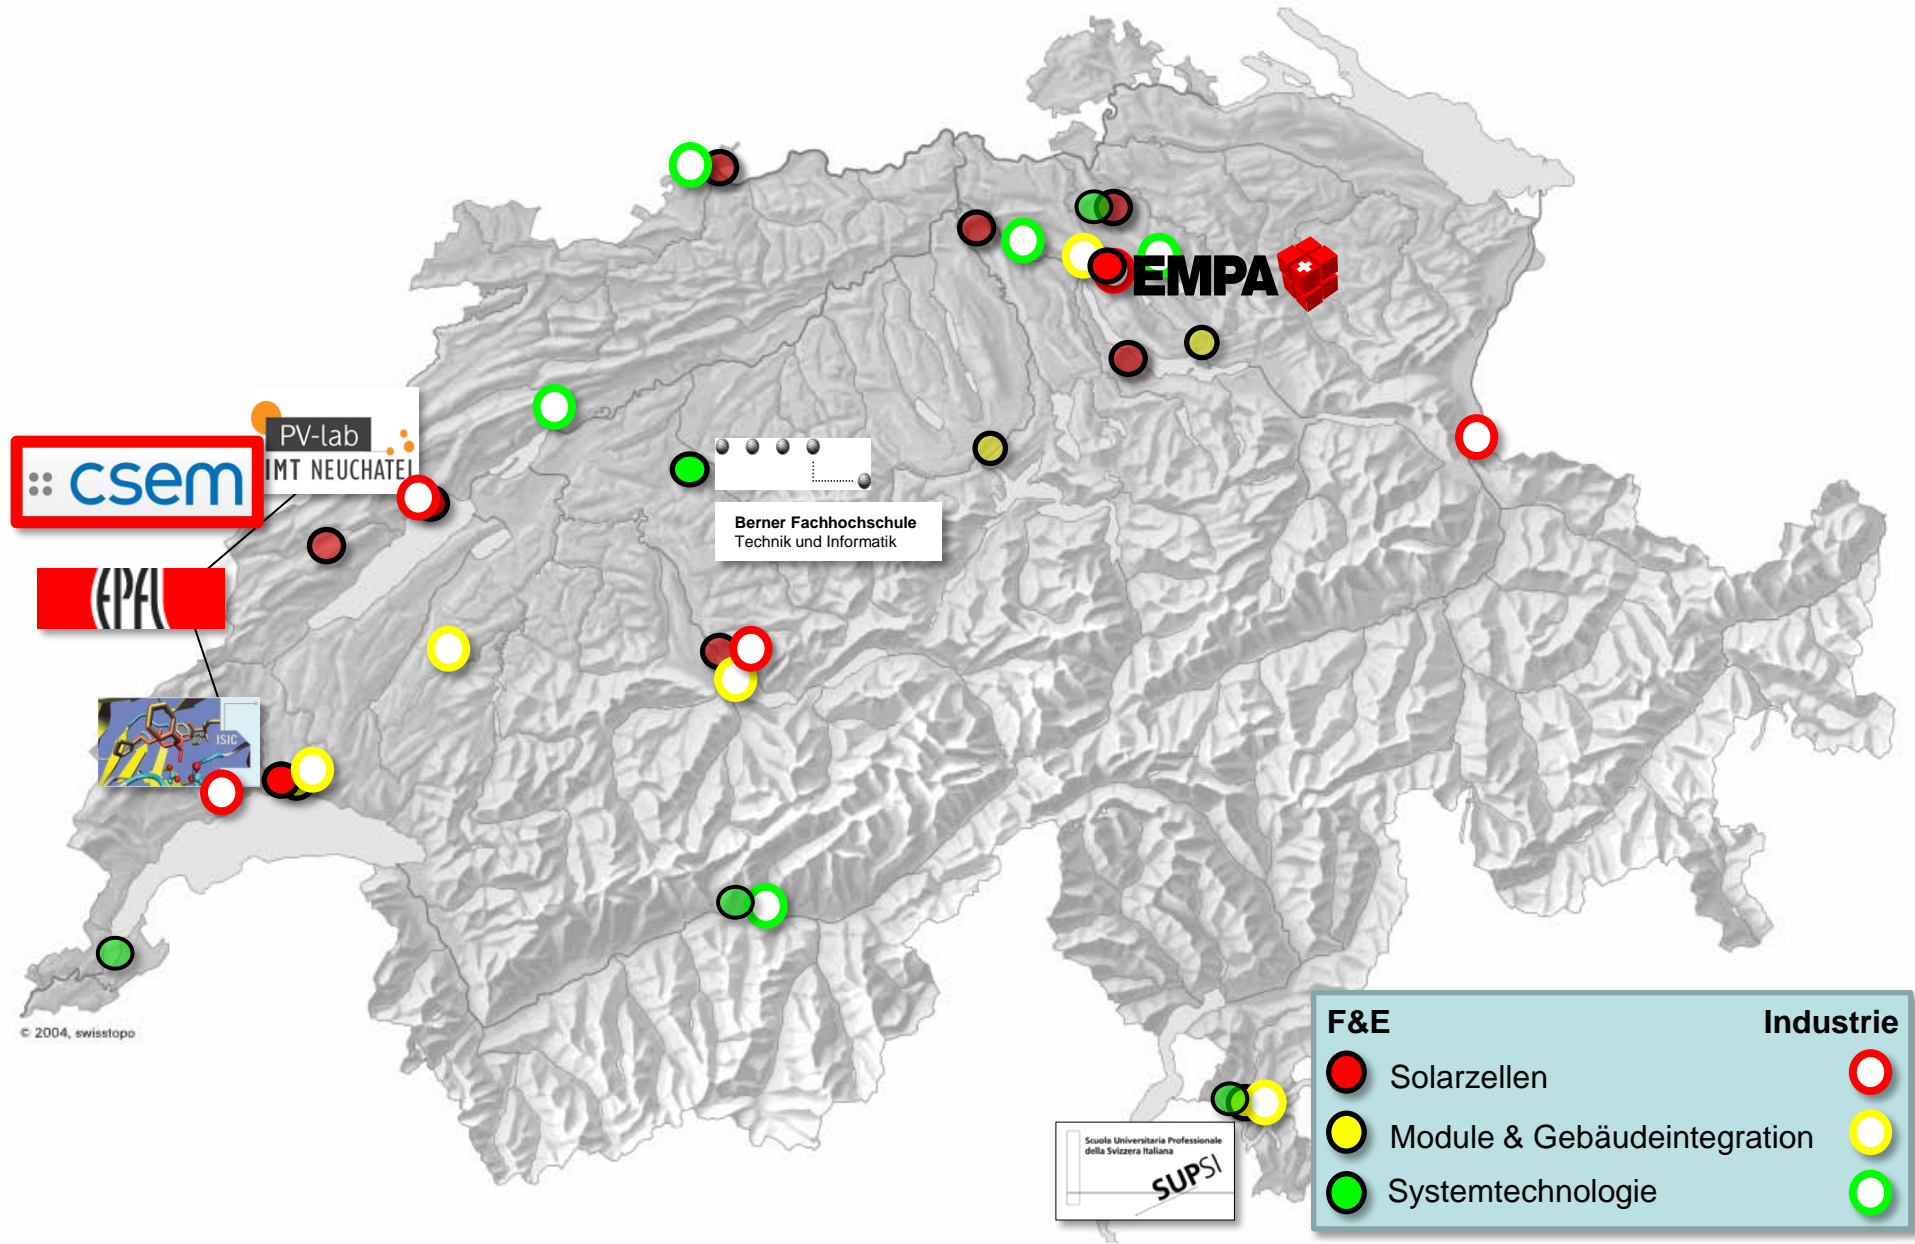 EMPA
PV-lab
IMT NEUCHATEL
csem
Berner Fachhochschule
Technik und Informatik
EPFL
ISIC
© 2004, swisstopo
Scuola Universitaria Professionale
della Svizzera Italiana
SUPSI
F&E Industrie
Solarzellen
Module & Gebäudeintegration
Systemtechnologie